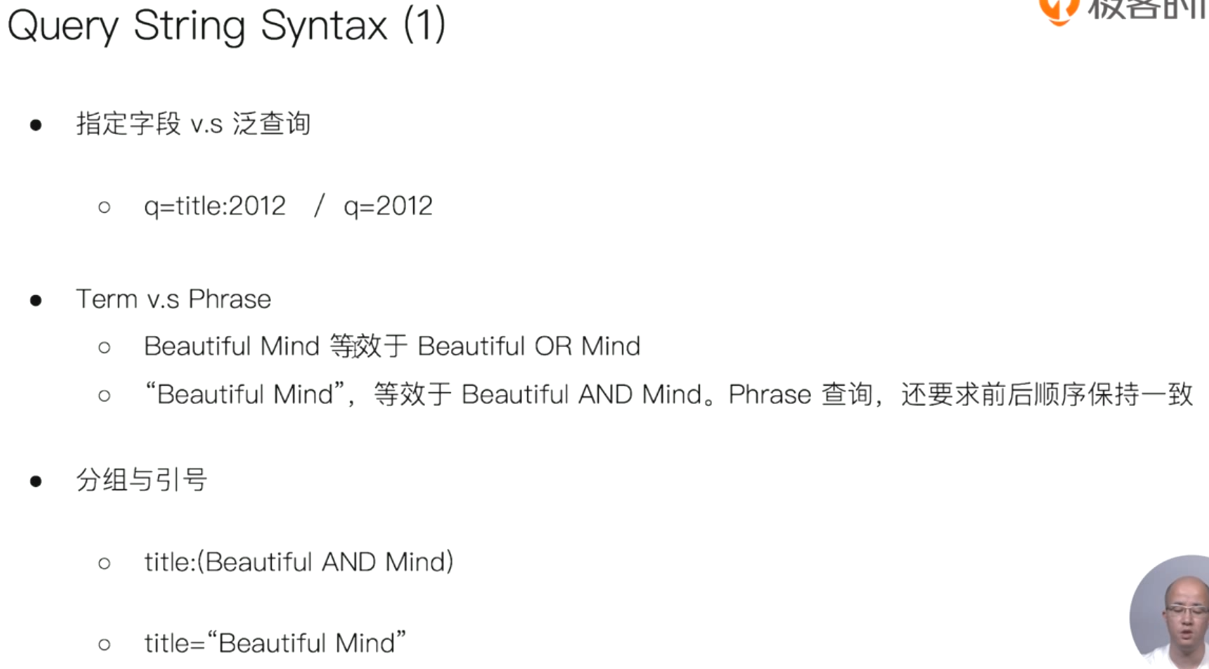 Query String Syntax (1)
极客时
● 指定字段 v.s 泛查询
○ q=title:2012 / q=2012
● Term v.s Phrase
○ Beautiful Mind 等效于 Beautiful OR Mind
○ “Beautiful Mind”，等效于 Beautiful AND Mind。Phrase 查询，还要求前后顺序保持一致
● 分组与引号
○ title:(Beautiful AND Mind)
○ title=“Beautiful Mind”